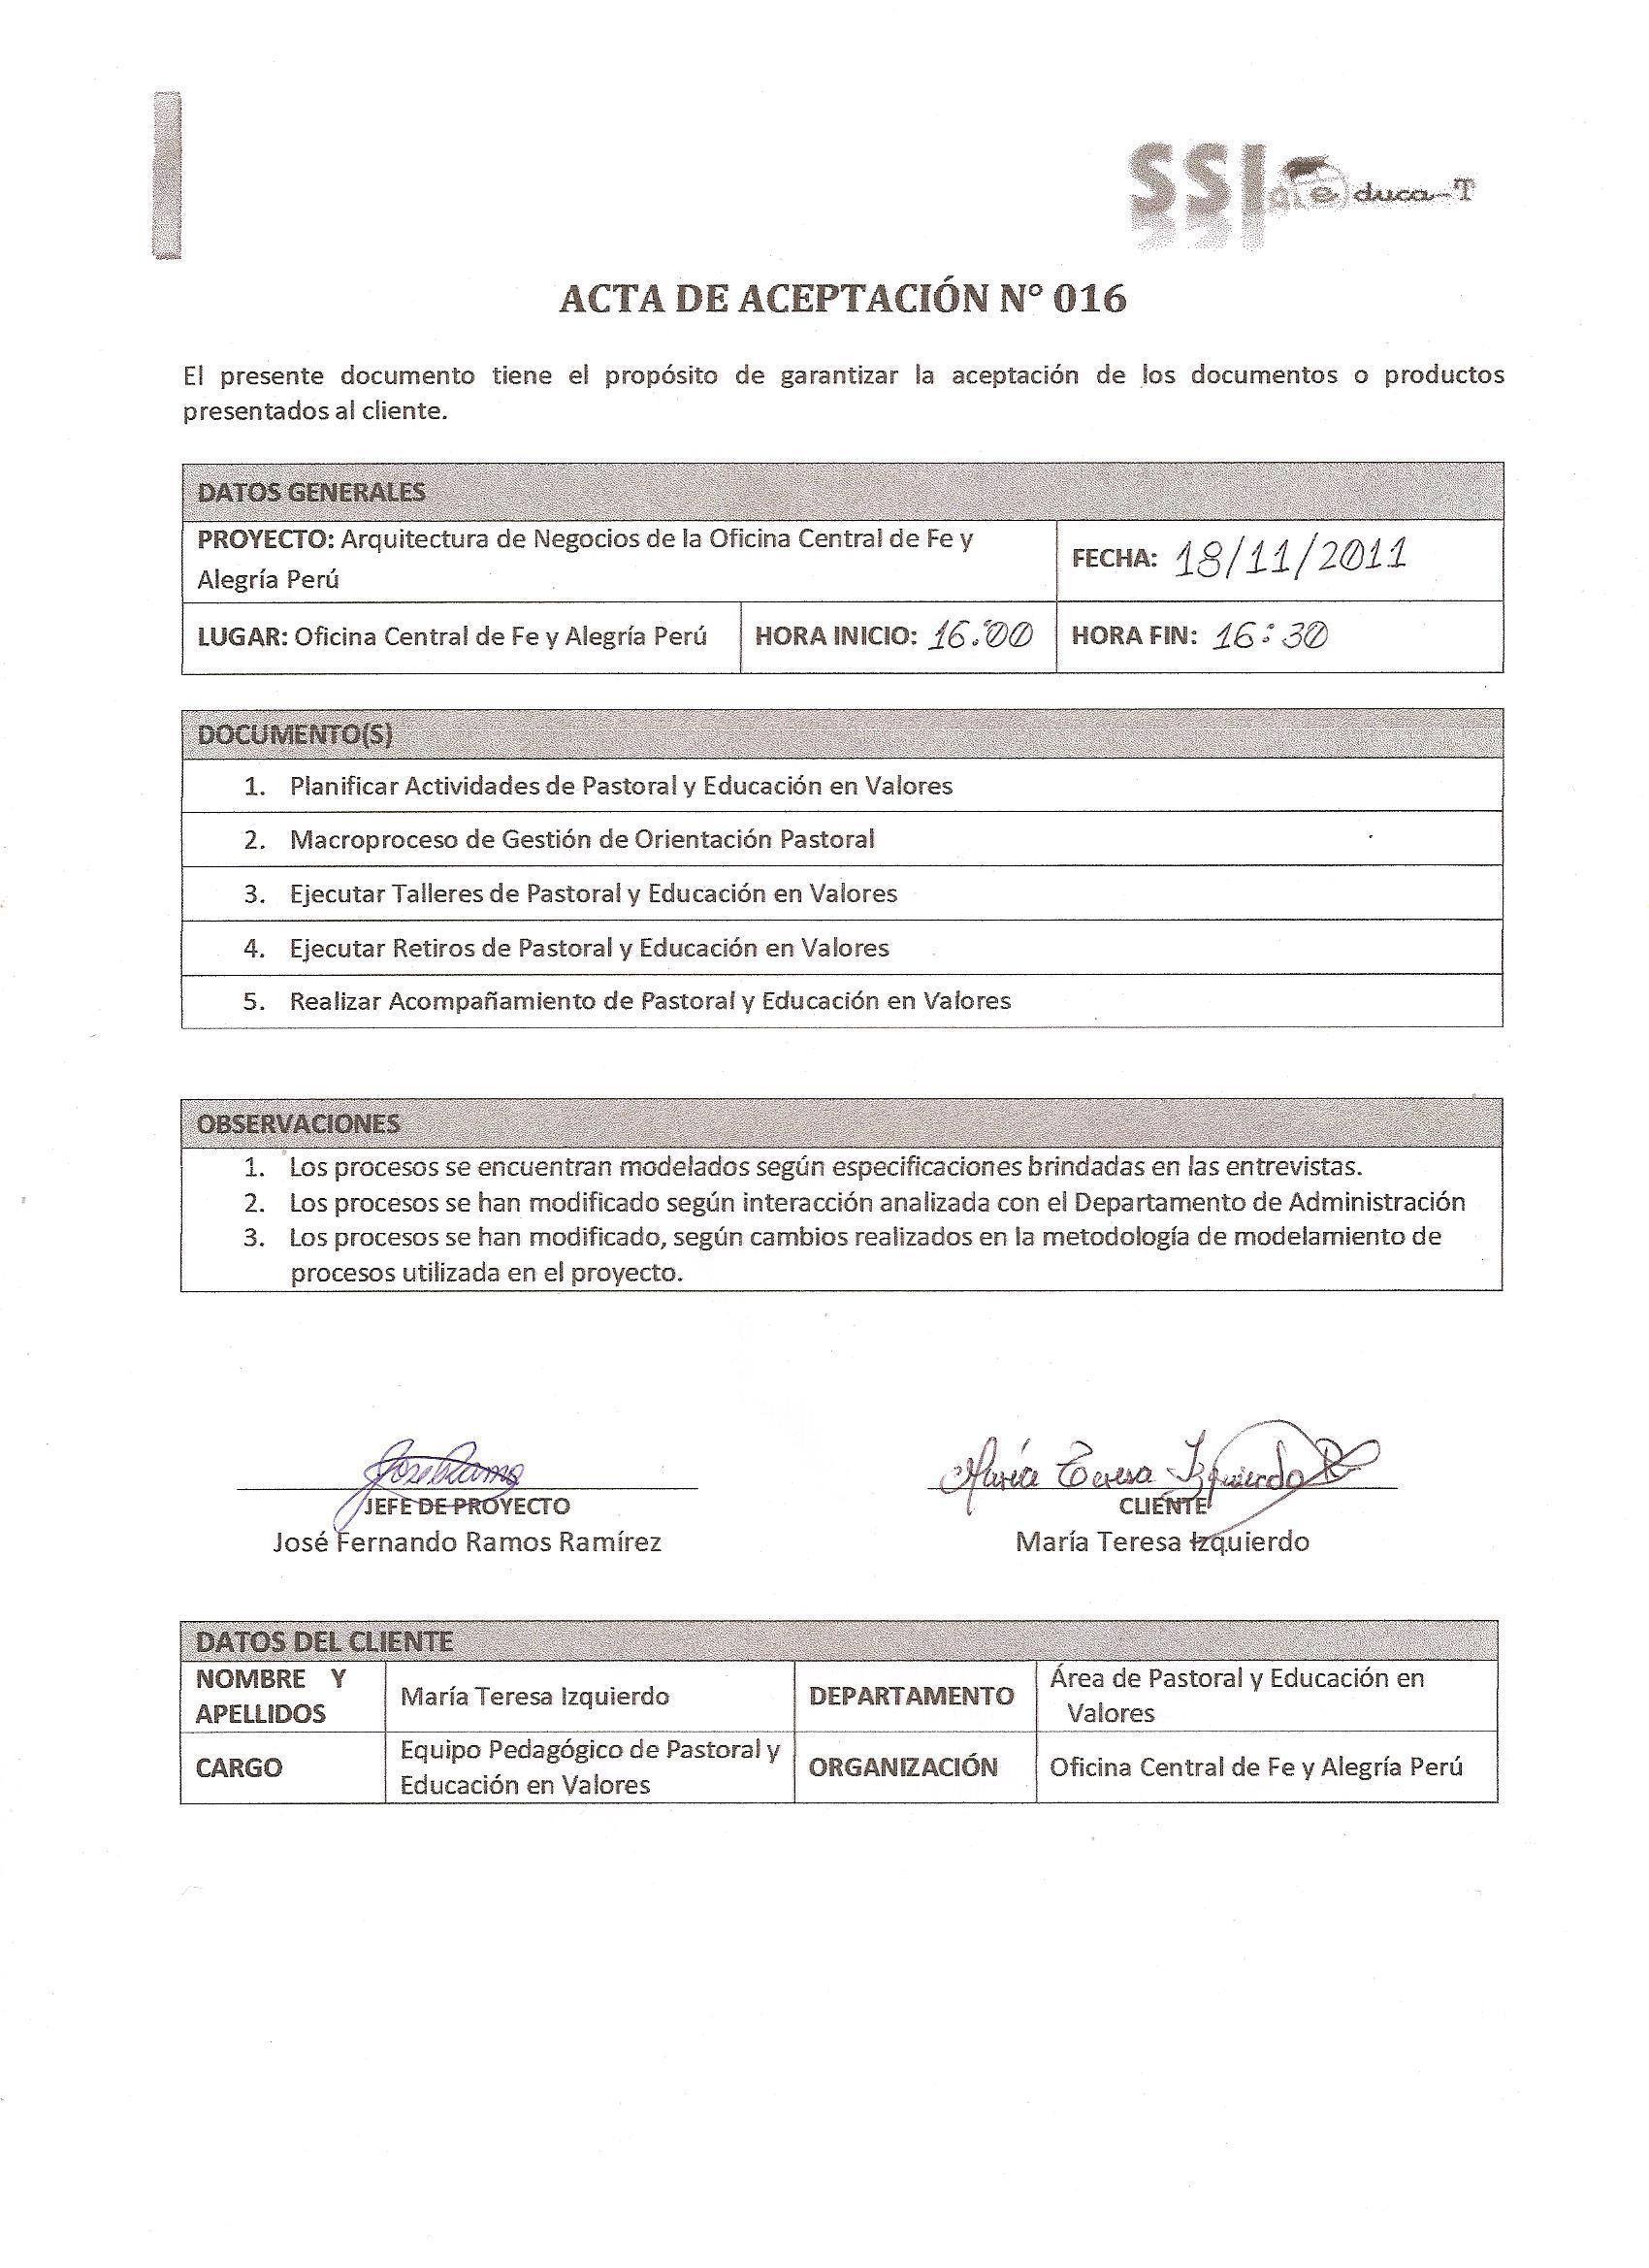 SSI educa-T
ACTA DE ACEPTACIÓN N° 016
El presente documento tiene el propósito de garantizar la aceptación de los documentos o productos
presentados al cliente.
DATOS GENERALES
PROYECTO: Arquitectura de Negocios de la Oficina Central de Fe y
Alegría Perú
FECHA: 18/11/2011
LUGAR: Oficina Central de Fe y Alegría Perú HORA INICIO: 16:00 HORA FIN: 16:30
DOCUMENTO(S)
1. Planificar Actividades de Pastoral y Educación en Valores
2. Macroproceso de Gestión de Orientación Pastoral
3. Ejecutar Talleres de Pastoral y Educación en Valores
4. Ejecutar Retiros de Pastoral y Educación en Valores
5. Realizar Acompañamiento de Pastoral y Educación en Valores
OBSERVACIONES
1. Los procesos se encuentran modelados según especificaciones brindadas en las entrevistas.
2. Los procesos se han modificado según interacción analizada con el Departamento de Administración
3. Los procesos se han modificado, según cambios realizados en la metodología de modelamiento de
procesos utilizada en el proyecto.
José Ramos
María Teresa Izquierdo R
JEFE DE PROYECTO
José Fernando Ramos Ramírez
CLIENTE
María Teresa Izquierdo
DATOS DEL CLIENTE
NOMBRE Y
APELLIDOS
María Teresa Izquierdo
DEPARTAMENTO
Área de Pastoral y Educación en
Valores
CARGO
Equipo Pedagógico de Pastoral y
Educación en Valores
ORGANIZACIÓN
Oficina Central de Fe y Alegría Perú